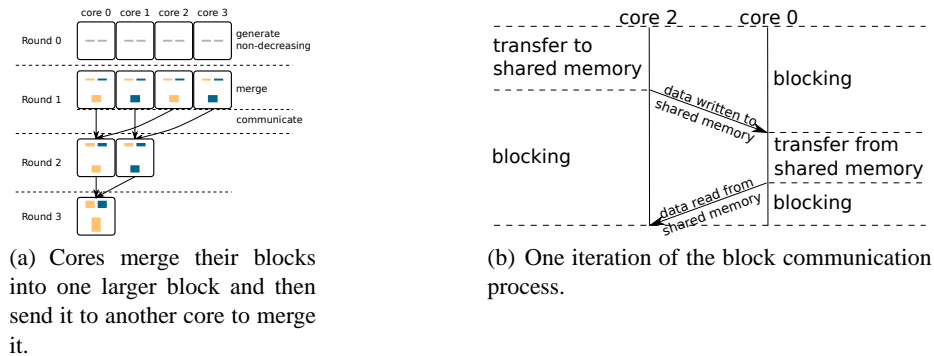 core 0 core 1 core 2 core 3
Round 0
generate
non-decreasing
Round 1
merge
communicate
Round 2
Round 3
(a) Cores merge their blocks
into one larger block and then
send it to another core to merge
it.
core 2 core 0
transfer to
shared memory
blocking
data written to
shared memory
blocking
transfer from
shared memory
data read from
shared memory
blocking
(b) One iteration of the block communication
process.